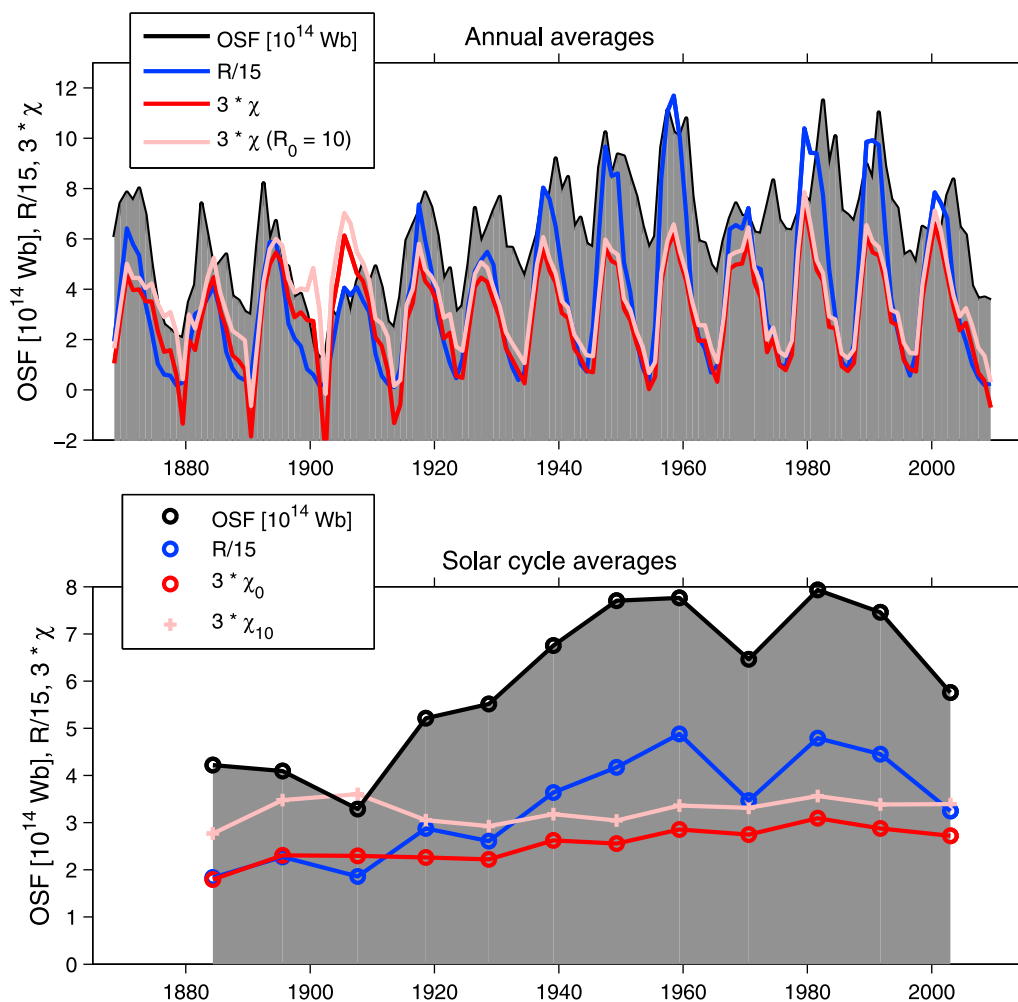 Annual averages
OSF [10^14 Wb]
R/15
3 * χ
3 * χ (R_0 = 10)
OSF [10^14 Wb], R/15, 3 * χ
12
10
8
6
4
2
0
−2
1880 1900 1920 1940 1960 1980 2000
Solar cycle averages
OSF [10^14 Wb]
R/15
3 * χ_0
3 * χ_10
OSF [10^14 Wb], R/15, 3 * χ
8
7
6
5
4
3
2
1
0
1880 1900 1920 1940 1960 1980 2000